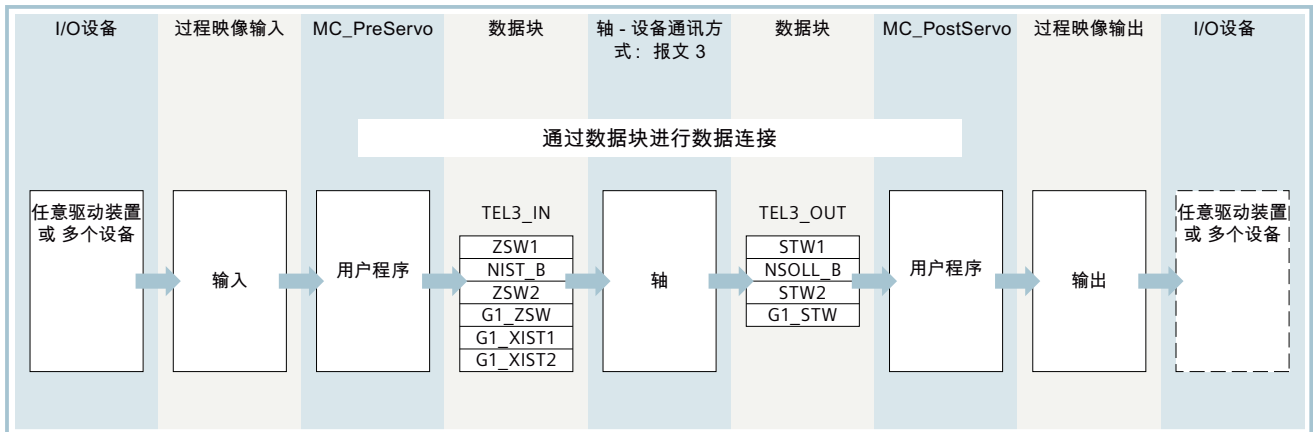 I/O设备
过程映像输入
MC_PreServo
数据块
轴 - 设备通讯方
式：报文 3
数据块
MC_PostServo
过程映像输出
I/O设备
通过数据块进行数据连接
任意驱动装置
或 多个设备
输入
用户程序
TEL3_IN
ZSW1
NIST_B
ZSW2
G1_ZSW
G1_XIST1
G1_XIST2
轴
TEL3_OUT
STW1
NSOLL_B
STW2
G1_STW
用户程序
输出
任意驱动装置
或 多个设备